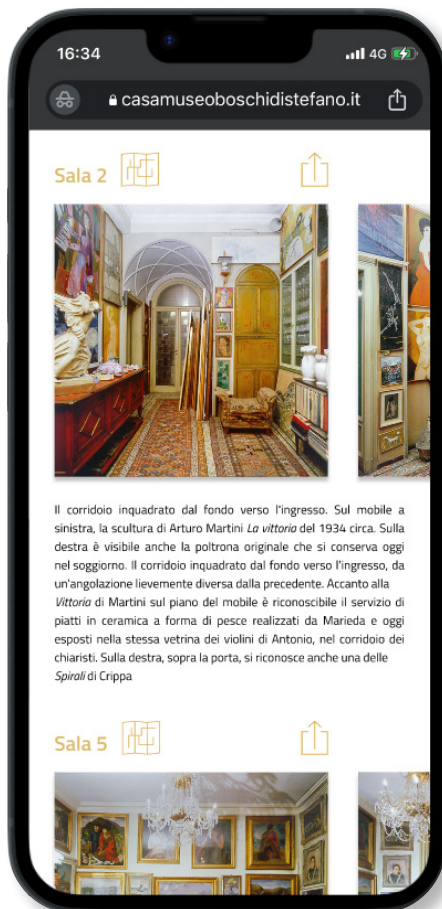 16:34
4G
casamuseoboschidistefano.it
Sala 2
Il corridoio inquadrato dal fondo verso l'ingresso. Sul mobile a
sinistra, la scultura di Arturo Martini La vittoria del 1934 circa. Sulla
destra è visibile anche la poltrona originale che si conserva oggi
nel soggiorno. Il corridoio inquadrato dal fondo verso l'ingresso, da
un'angolazione lievemente diversa dalla precedente. Accanto alla
Vittoria di Martini sul piano del mobile è riconoscibile il servizio di
piatti in ceramica a forma di pesce realizzati da Marieda e oggi
esposti nella stessa vetrina dei violini di Antonio, nel corridoio dei
chiaristi. Sulla destra, sopra la porta, si riconosce anche una delle
Spirali di Crippa
Sala 5